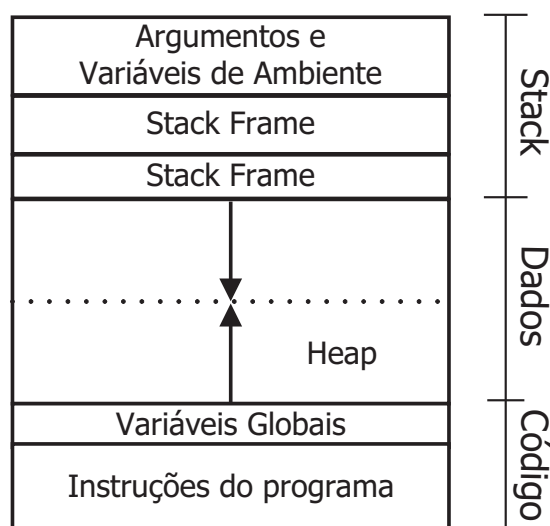 Argumentos e
Variáveis de Ambiente
Stack Frame
Stack Frame
Heap
Variáveis Globais
Instruções do programa
Stack
Dados
Código